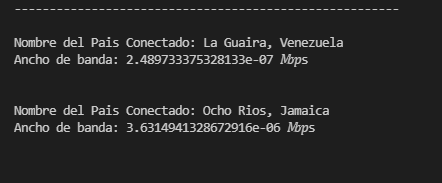 -------------------------------------------------------
Nombre del Pais Conectado: La Guaira, Venezuela
Ancho de banda: 2.489733375328133e-07 𝑀𝑏𝑝s
Nombre del Pais Conectado: Ocho Rios, Jamaica
Ancho de banda: 3.6314941328672916e-06 𝑀𝑏𝑝s